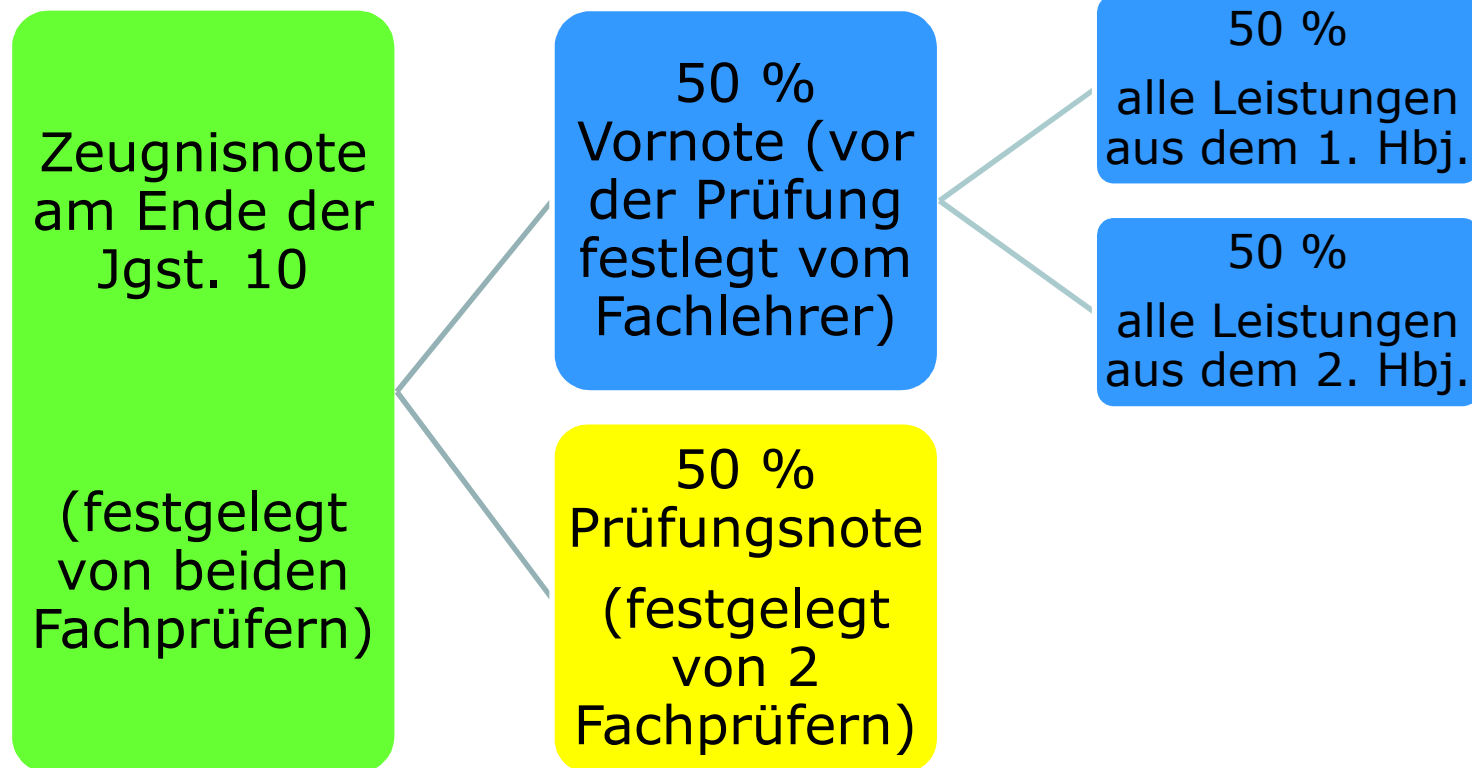 Zeugnisnote
am Ende der
Jgst. 10
(festgelegt
von beiden
Fachprüfern)
50 %
Vornote (vor
der Prüfung
festlegt vom
Fachlehrer)
50 %
Prüfungsnote
(festgelegt
von 2
Fachprüfern)
50 %
alle Leistungen
aus dem 1. Hbj.
50 %
alle Leistungen
aus dem 2. Hbj.